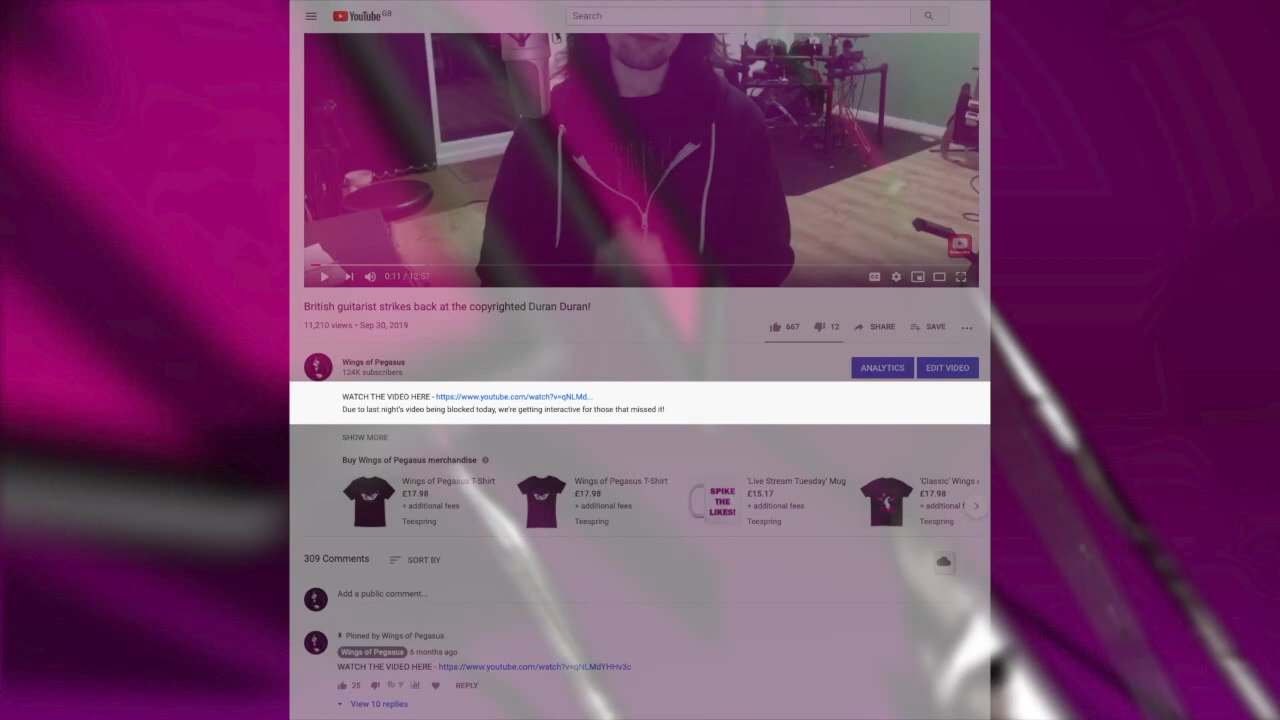 YouTube GB
Search
0:11 / 12:57
British guitarist strikes back at the copyrighted Duran Duran!
11,210 views • Sep 30, 2019
667 12 SHARE SAVE
Wings of Pegasus
124K subscribers
ANALYTICS EDIT VIDEO
WATCH THE VIDEO HERE - https://www.youtube.com/watch?v=qNLMd...
Due to last night's video being blocked today, we're getting interactive for those that missed it!
SHOW MORE
Buy Wings of Pegasus merchandise
Wings of Pegasus T-Shirt
£17.98
+ additional fees
Teespring
Wings of Pegasus T-Shirt
£17.98
+ additional fees
Teespring
SPIKE
THE
LIKES!
'Live Stream Tuesday' Mug
£15.17
+ additional fees
Teespring
'Classic' Wings
£17.98
+ additional f
Teespring
309 Comments SORT BY
Add a public comment...
Pinned by Wings of Pegasus
Wings of Pegasus 6 months ago
WATCH THE VIDEO HERE - https://www.youtube.com/watch?v=qNLMdYHHv3c
25 REPLY
View 10 replies